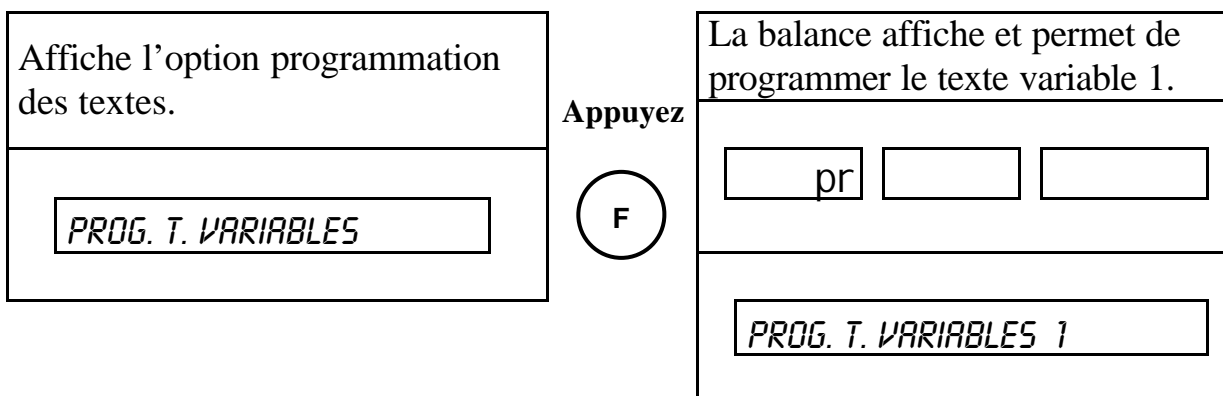 Affiche l’option programmation
des textes.
PROG. T. VARIABLES
Appuyez
F
La balance affiche et permet de
programmer le texte variable 1.
pr
PROG. T. VARIABLES 1